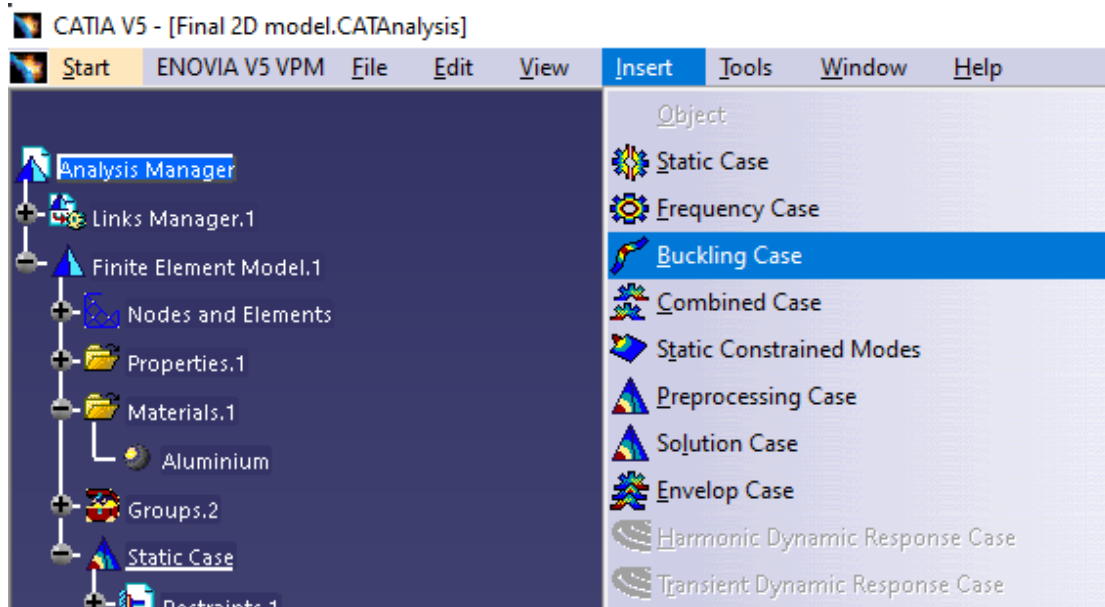 CATIA V5 - [Final 2D model.CATAnalysis]
Start ENOVIA V5 VPM File Edit View Insert Tools Window Help
Object
Analysis Manager
Static Case
Links Manager.1
Frequency Case
Finite Element Model.1
Buckling Case
Nodes and Elements
Combined Case
Properties.1
Static Constrained Modes
Materials.1
Preprocessing Case
Aluminium
Solution Case
Groups.2
Envelop Case
Static Case
Harmonic Dynamic Response Case
Restraints.1
Transient Dynamic Response Case